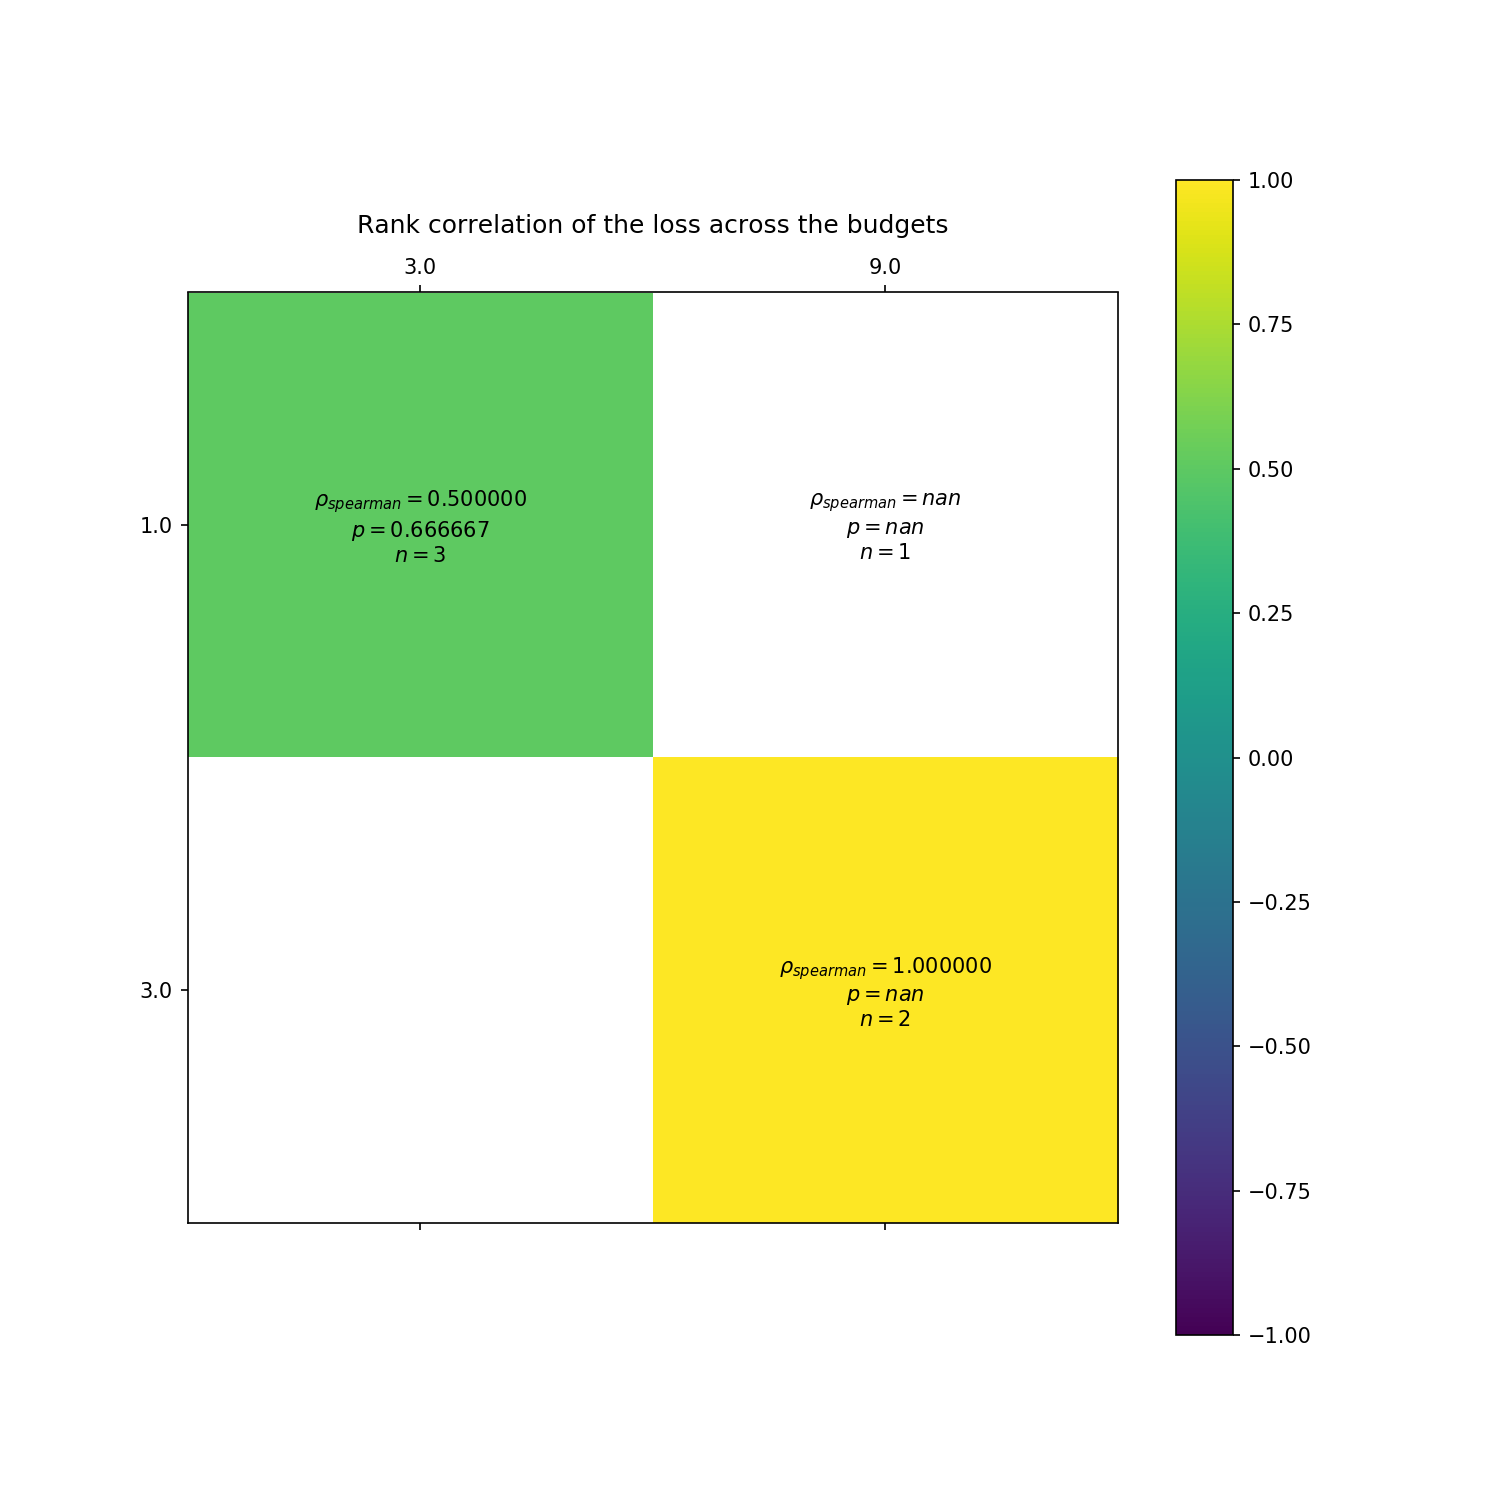 Rank correlation of the loss across the budgets
3.0 9.0
1.0
ρspearman = 0.500000
p = 0.666667
n = 3
ρspearman = nan
p = nan
n = 1
3.0
ρspearman = 1.000000
p = nan
n = 2
1.00
0.75
0.50
0.25
0.00
−0.25
−0.50
−0.75
−1.00